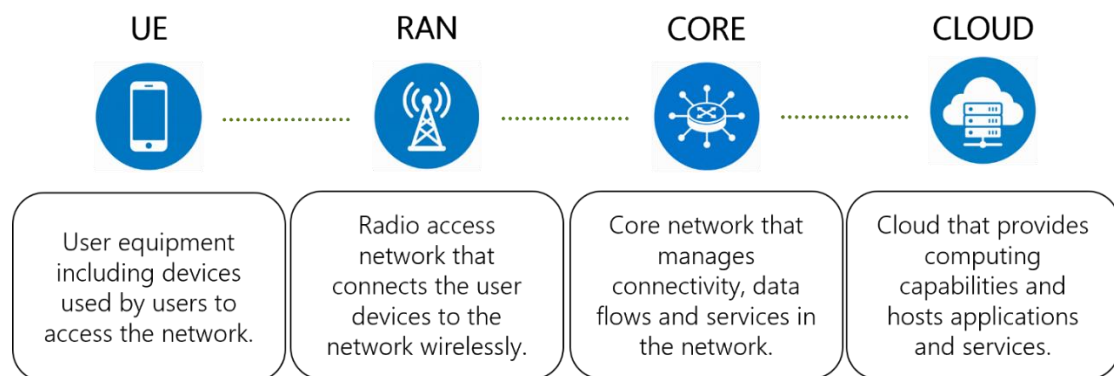 UE
RAN
CORE
CLOUD
User equipment
including devices
used by users to
access the network.
Radio access
network that
connects the user
devices to the
network wirelessly.
Core network that
manages
connectivity, data
flows and services in
the network.
Cloud that provides
computing
capabilities and
hosts applications
and services.